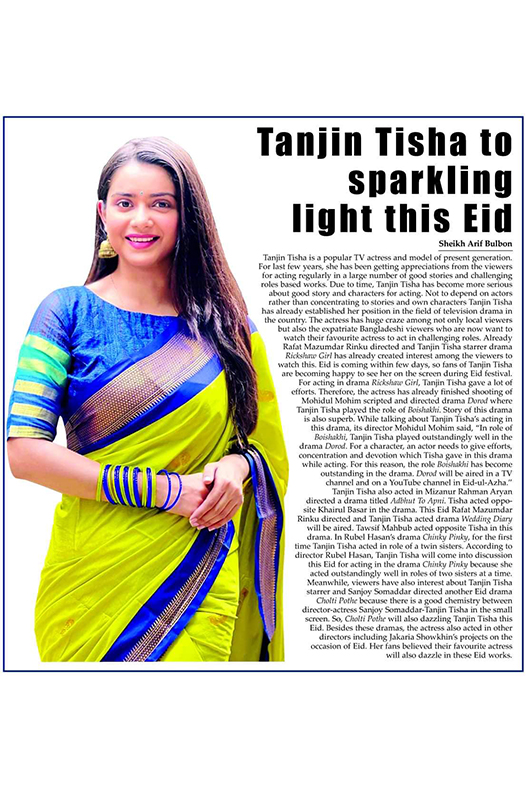 Tanjin Tisha to
sparkling
light this Eid
Sheikh Arif Bulbon
Tanjin Tisha is a popular TV actress and model of present generation.
For last few years, she has been getting appreciations from the viewers
for acting regularly in a large number of good stories and challenging
roles based works. Due to time, Tanjin Tisha has become more serious
about good story and characters for acting. Not to depend on actors
rather than concentrating to stories and own characters Tanjin Tisha
has already established her position in the field of television drama in
the country. The actress has huge craze among not only local viewers
but also the expatriate Bangladeshi viewers who are now want to
watch their favourite actress to act in challenging roles. Already
Rafat Mazumdar Rinku directed and Tanjin Tisha starrer drama
Rickshaw Girl has already created interest among the viewers to
watch this. Eid is coming within few days, so fans of Tanjin Tisha
are becoming happy to see her on the screen during Eid festival.
For acting in drama Rickshaw Girl, Tanjin Tisha gave a lot of
efforts. Therefore, the actress has already finished shooting of
Mohidul Mohim scripted and directed drama Dorod where
Tanjin Tisha played the role of Boishakhi. Story of this drama
is also superb. While talking about Tanjin Tisha's acting in
this drama, its director Mohidul Mohim said, "In role of
Boishakhi, Tanjin Tisha played outstandingly well in the
drama Dorod. For a character, an actor needs to give efforts,
concentration and devotion which Tisha gave in this drama
while acting. For this reason, the role Boishakhi has become
outstanding in the drama. Dorod will be aired in a TV
channel and on a YouTube channel in Eid-ul-Azha."
Tanjin Tisha also acted in Mizanur Rahman Aryan
directed a drama titled Adbhut To Apni. Tisha acted oppo-
site Khairul Basar in the drama. This Eid Rafat Mazumdar
Rinku directed and Tanjin Tisha acted drama Wedding Diary
will be aired. Tawsif Mahbub acted opposite Tisha in this
drama. In Rubel Hasan's drama Chinky Pinky, for the first
time Tanjin Tisha acted in role of a twin sisters. According to
director Rubel Hasan, Tanjin Tisha will come into discussion
this Eid for acting in the drama Chinky Pinky because she
acted outstandingly well in roles of two sisters at a time.
Meanwhile, viewers have also interest about Tanjin Tisha
starrer and Sanjoy Somaddar directed another Eid drama
Cholti Pothe because there is a good chemistry between
director-actress Sanjoy Somaddar-Tanjin Tisha in the small
screen. So, Cholti Pothe will also dazzling Tanjin Tisha this
Eid. Besides these dramas, the actress also acted in other
directors including Jakaria Showkhin's projects on the
occasion of Eid. Her fans believed their favourite actress
will also dazzle in these Eid works.